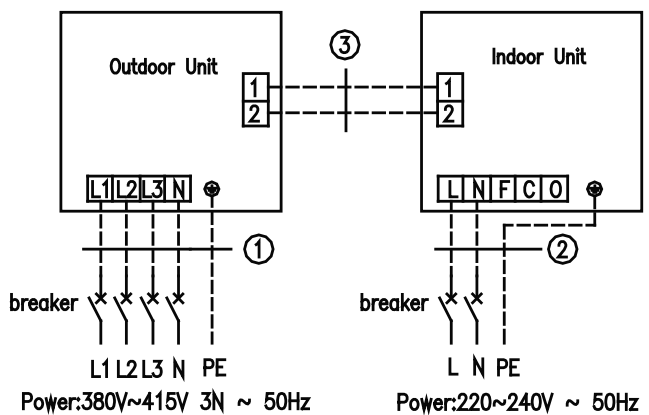 Outdoor Unit
1
2
L1 L2 L3 N
3
Indoor Unit
1
2
L N F C O
1
2
breaker
L1 L2 L3 N PE
Power:380V~415V 3N ~ 50Hz
breaker
L N PE
Power:220~240V ~ 50Hz